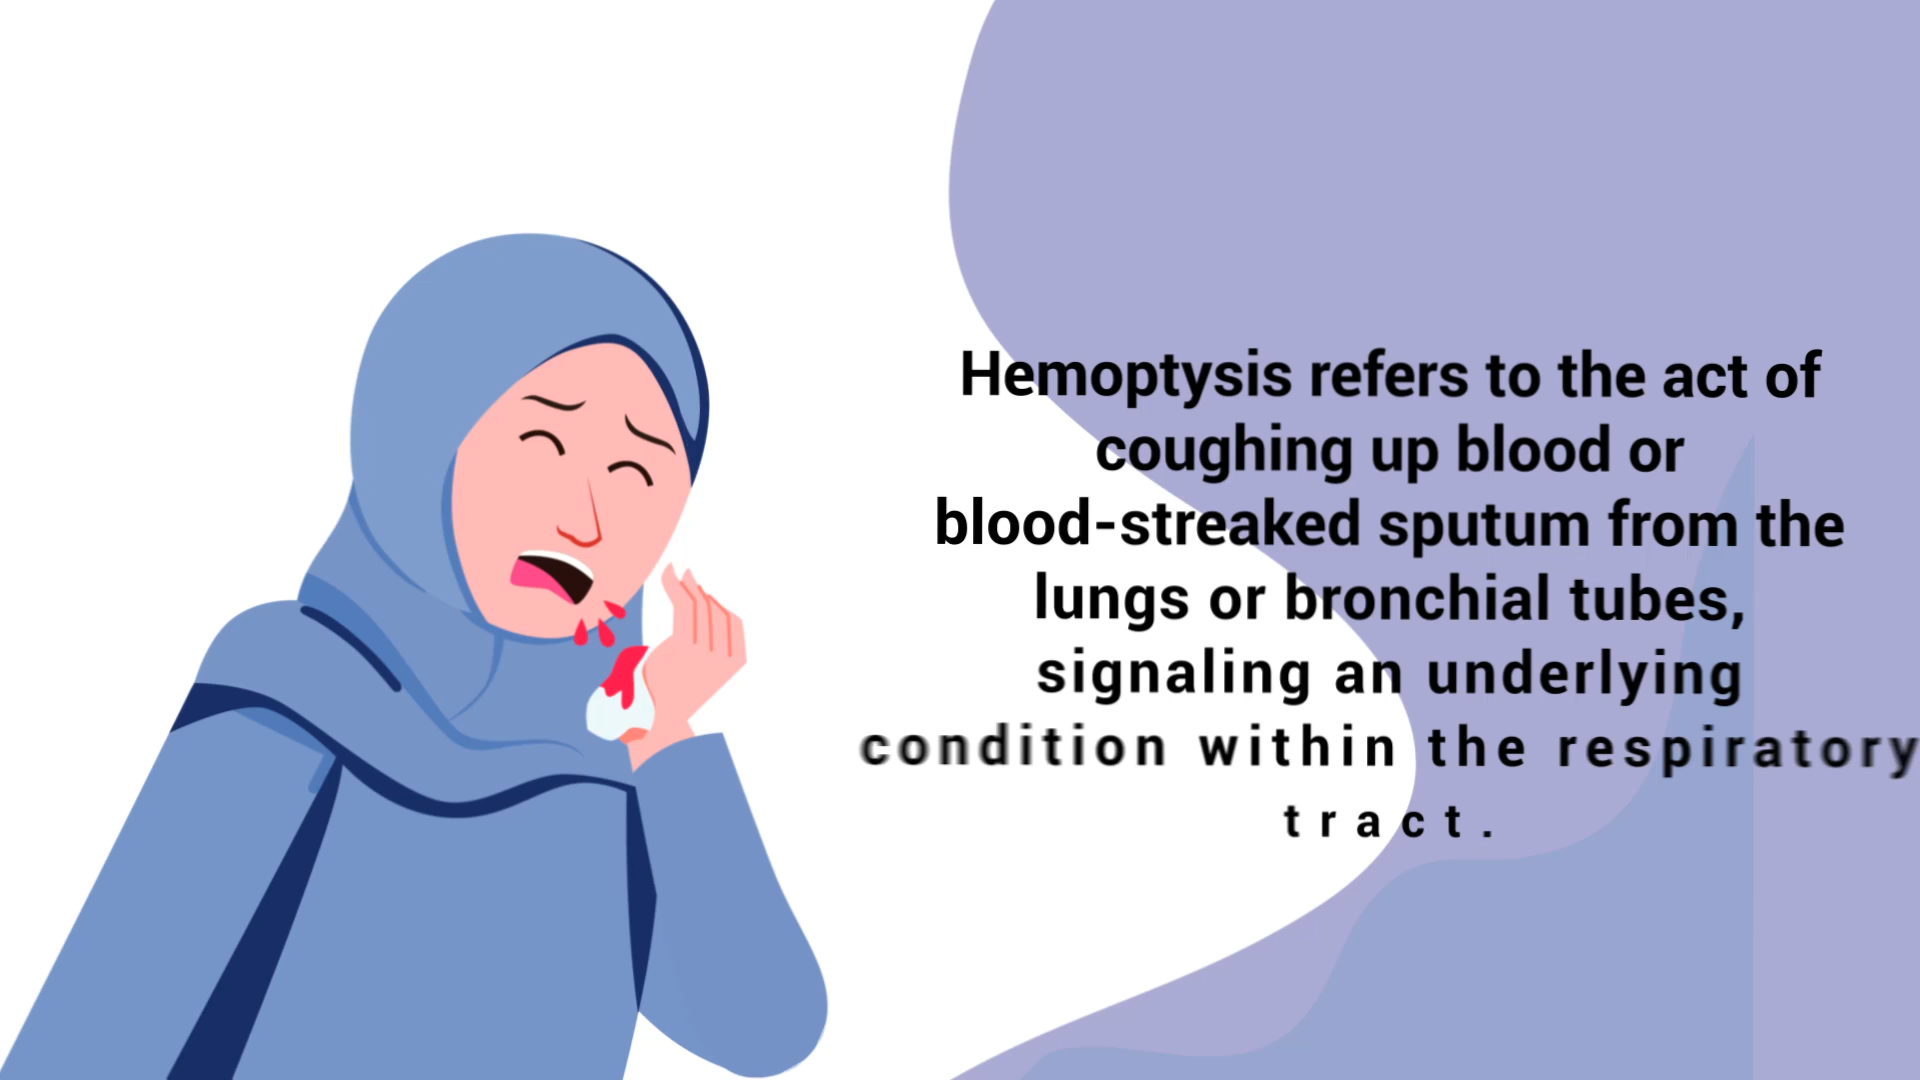 Hemoptysis refers to the act of
coughing up blood or
blood-streaked sputum from the
lungs or bronchial tubes,
signaling an underlying
condition within the respiratory
tract.